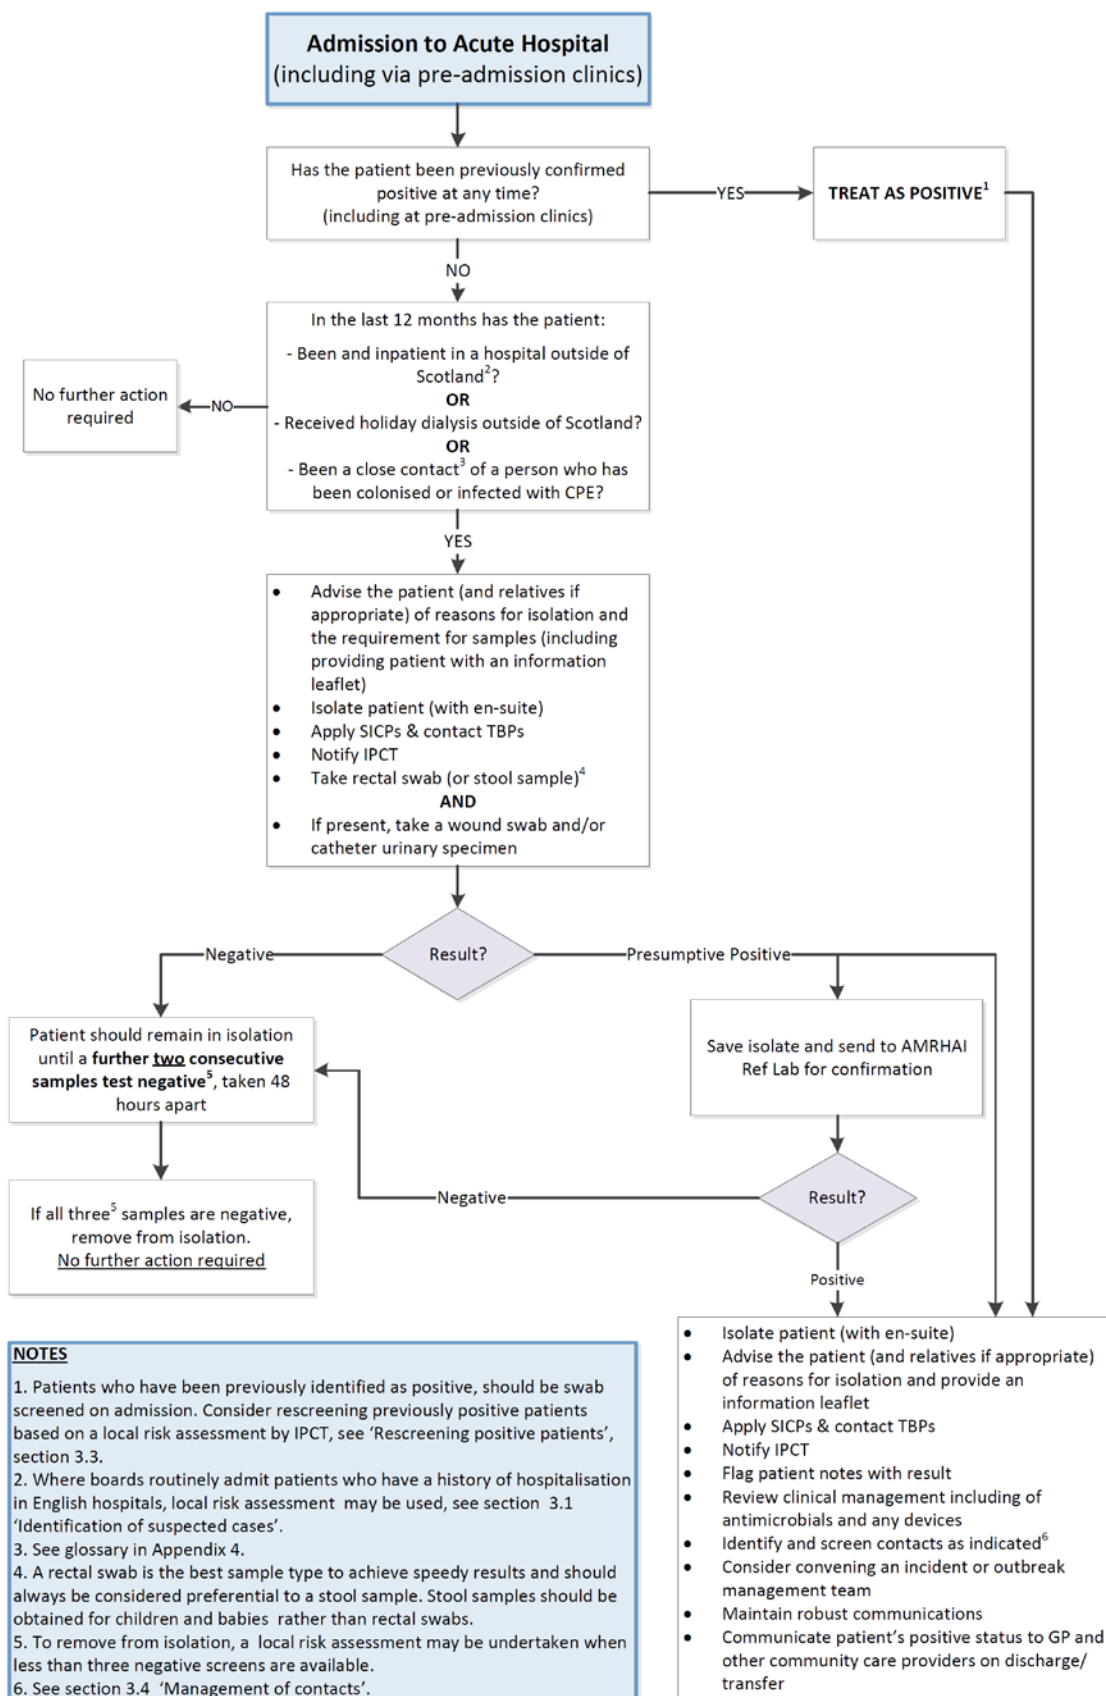 Admission to Acute Hospital
(including via pre-admission clinics)
Has the patient been previously confirmed
positive at any time?
(including at pre-admission clinics)
YES
TREAT AS POSITIVE1
NO
In the last 12 months has the patient:
- Been and inpatient in a hospital outside of
Scotland2?
OR
- Received holiday dialysis outside of Scotland?
OR
- Been a close contact3 of a person who has
been colonised or infected with CPE?
NO
No further action
required
YES
• Advise the patient (and relatives if
appropriate) of reasons for isolation and
the requirement for samples (including
providing patient with an information
leaflet)
• Isolate patient (with en-suite)
• Apply SICPs & contact TBPs
• Notify IPCT
• Take rectal swab (or stool sample)4
AND
• If present, take a wound swab and/or
catheter urinary specimen
Result?
Negative
Presumptive Positive
Patient should remain in isolation
until a further two consecutive
samples test negative5, taken 48
hours apart
Save isolate and send to AMRHAI
Ref Lab for confirmation
Result?
Negative
Positive
If all three5 samples are negative,
remove from isolation.
No further action required
• Isolate patient (with en-suite)
• Advise the patient (and relatives if appropriate)
of reasons for isolation and provide an
information leaflet
• Apply SICPs & contact TBPs
• Notify IPCT
• Flag patient notes with result
• Review clinical management including of
antimicrobials and any devices
• Identify and screen contacts as indicated6
• Consider convening an incident or outbreak
management team
• Maintain robust communications
• Communicate patient's positive status to GP and
other community care providers on discharge/
transfer
NOTES
1. Patients who have been previously identified as positive, should be swab
screened on admission. Consider rescreening previously positive patients
based on a local risk assessment by IPCT, see 'Rescreening positive patients',
section 3.3.
2. Where boards routinely admit patients who have a history of hospitalisation
in English hospitals, local risk assessment may be used, see section 3.1
'Identification of suspected cases'.
3. See glossary in Appendix 4.
4. A rectal swab is the best sample type to achieve speedy results and should
always be considered preferential to a stool sample. Stool samples should be
obtained for children and babies rather than rectal swabs.
5. To remove from isolation, a local risk assessment may be undertaken when
less than three negative screens are available.
6. See section 3.4 'Management of contacts'.